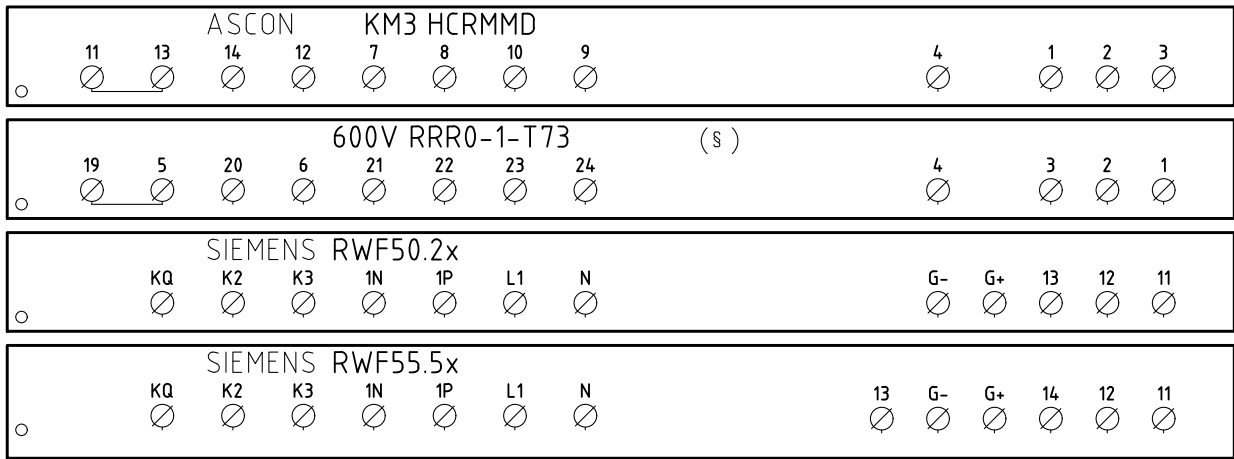 ASCON KM3 HCRMMD
11 13 14 12 7 8 10 9 4 1 2 3
600V RRR0-1-T73 (§)
19 5 20 6 21 22 23 24 4 3 2 1
SIEMENS RWF50.2x
KQ K2 K3 1N 1P L1 N G- G+ 13 12 11
SIEMENS RWF55.5x
KQ K2 K3 1N 1P L1 N 13 G- G+ 14 12 11